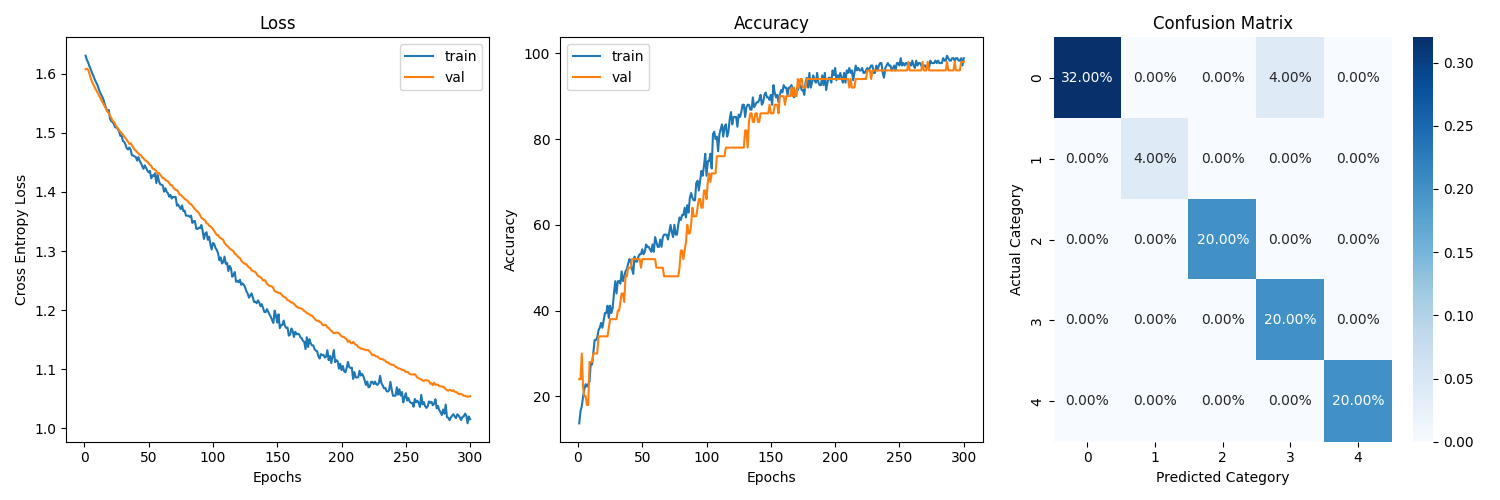 Loss
Cross Entropy Loss
1.6
1.5
1.4
1.3
1.2
1.1
1.0
train
val
0 50 100 150 200 250 300
Epochs
Accuracy
Accuracy
100
80
60
40
20
train
val
0 50 100 150 200 250 300
Epochs
Confusion Matrix
Actual Category
0 32.00% 0.00% 0.00% 4.00% 0.00%
1 0.00% 4.00% 0.00% 0.00% 0.00%
2 0.00% 0.00% 20.00% 0.00% 0.00%
3 0.00% 0.00% 0.00% 20.00% 0.00%
4 0.00% 0.00% 0.00% 0.00% 20.00%
0 1 2 3 4
Predicted Category
0.30
0.25
0.20
0.15
0.10
0.05
0.00